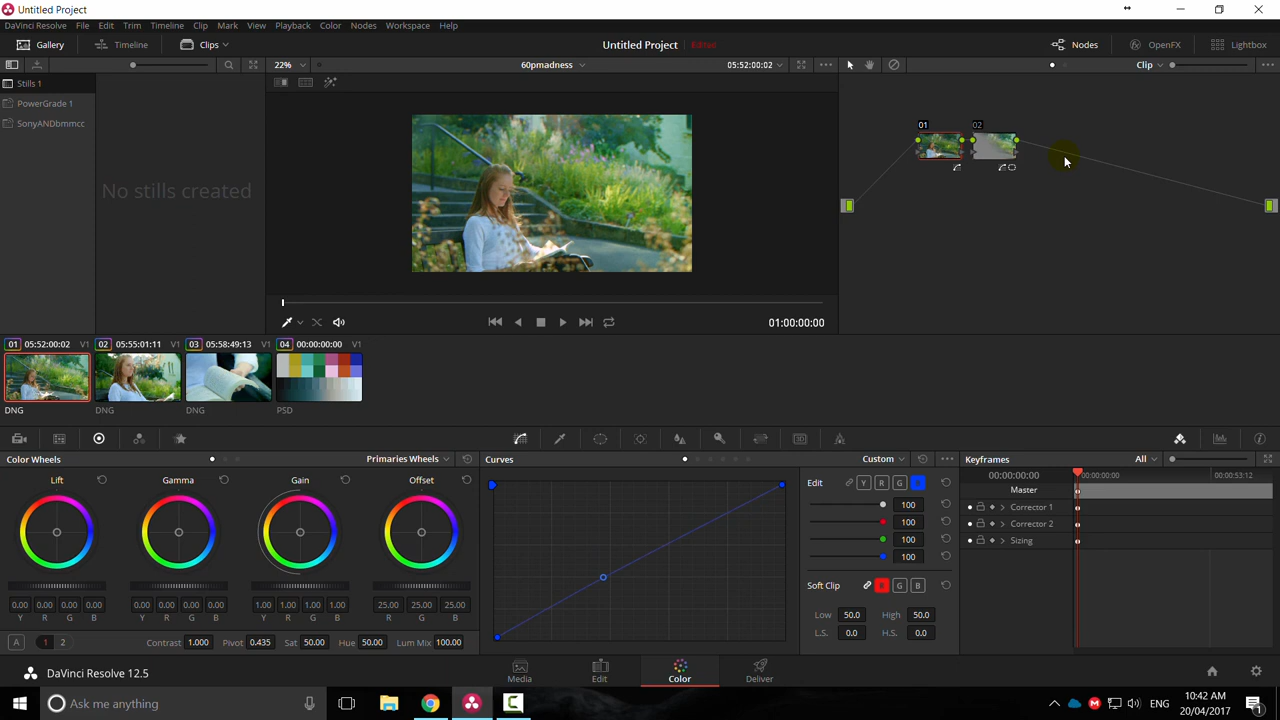 Untitled Project
DaVinci Resolve File Edit Trim Timeline Clip Mark View Playback Color Nodes Workspace Help
Gallery Timeline Clips Untitled Project Edited Nodes OpenFX Lightbox
22% 60pmadness 05:52:00:02 Clip
Stills 1
PowerGrade 1
SonyANDbmmcc
No stills created
01 02
01:00:00:00
01 05:52:00:02 V1 02 05:55:01:11 V1 03 05:58:49:13 V1 04 00:00:00:00 V1
DNG DNG DNG PSD
Color Wheels Primaries Wheels Curves Custom Keyframes All
Lift Gamma Gain Offset
Edit Y R G B
100
100
100
100
00:00:00:00 00:00:00:00 00:00:53:12
Master
Corrector 1
Corrector 2
Sizing
Soft Clip R G B
0.00 0.00 0.00 0.00 0.00 0.00 0.00 0.00 1.00 1.00 1.00 1.00 25.00 25.00 25.00
Y R G B Y R G B Y R G B R G B
Low 50.0 High 50.0
L.S. 0.0 H.S. 0.0
A 1 2 Contrast 1.000 Pivot 0.435 Sat 50.00 Hue 50.00 Lum Mix 100.00
DaVinci Resolve 12.5 Media Edit Color Deliver
Ask me anything ENG 10:42 AM
20/04/2017 1